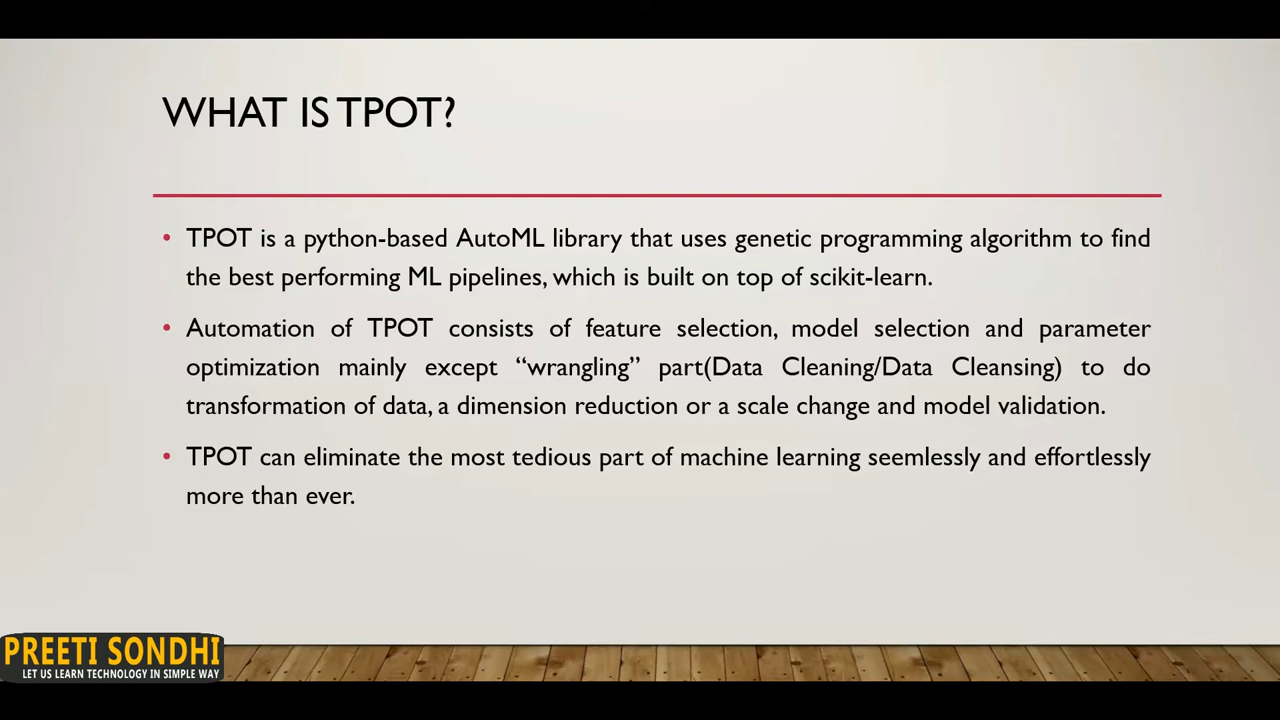 WHAT IS TPOT?
• TPOT is a python-based AutoML library that uses genetic programming algorithm to find
the best performing ML pipelines, which is built on top of scikit-learn.
• Automation of TPOT consists of feature selection, model selection and parameter
optimization mainly except “wrangling” part(Data Cleaning/Data Cleansing) to do
transformation of data, a dimension reduction or a scale change and model validation.
• TPOT can eliminate the most tedious part of machine learning seemlessly and effortlessly
more than ever.
PREETI SONDHI
LET US LEARN TECHNOLOGY IN SIMPLE WAY